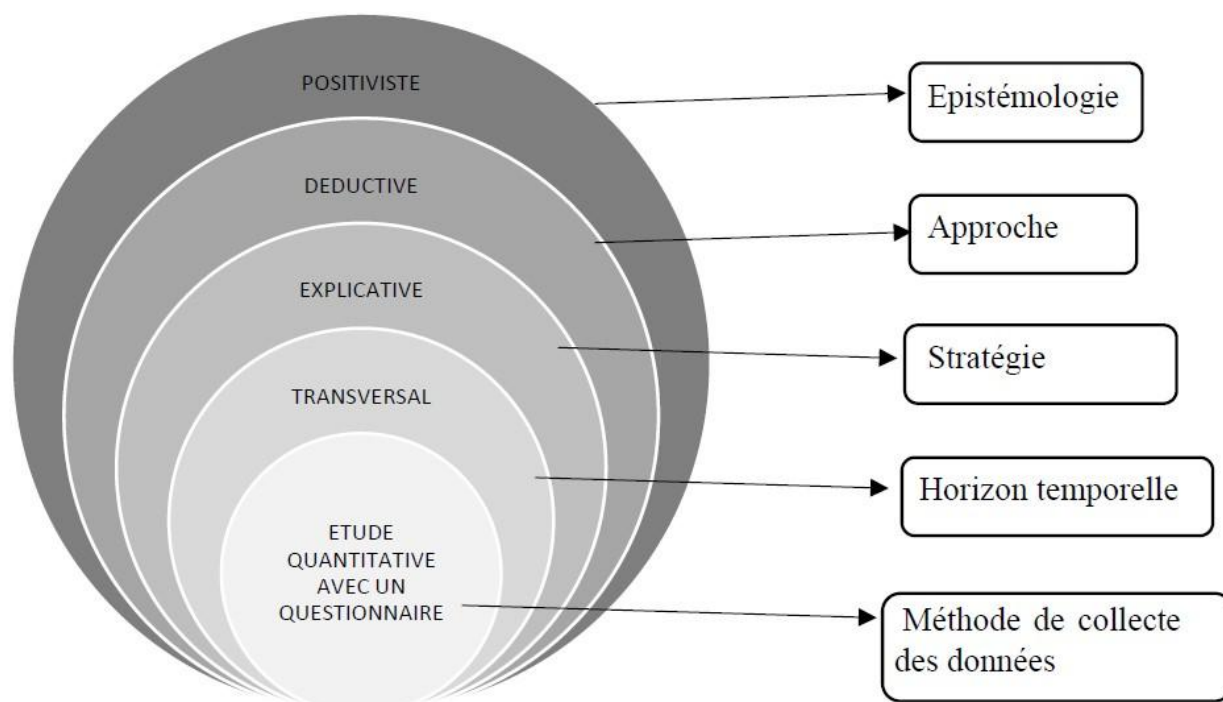 POSITIVISTE
Epistémologie
DEDUCTIVE
Approche
EXPLICATIVE
Stratégie
TRANSVERSAL
Horizon temporelle
ETUDE
QUANTITATIVE
AVEC UN
QUESTIONNAIRE
Méthode de collecte
des données